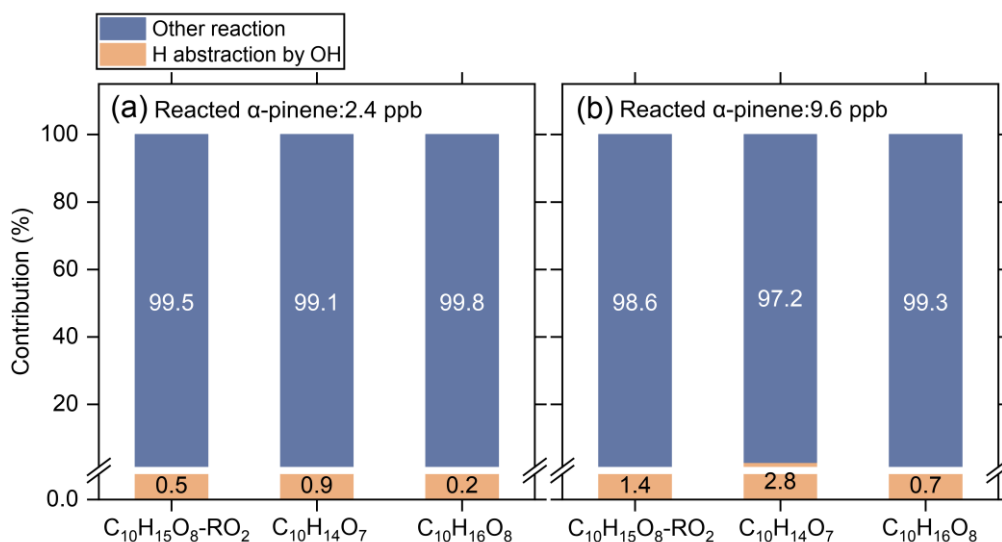 Other reaction
H abstraction by OH
(a) Reacted α-pinene:2.4 ppb
(b) Reacted α-pinene:9.6 ppb
Contribution (%)
100
80
60
40
20
0.0
99.5
99.1
99.8
98.6
97.2
99.3
0.5
0.9
0.2
1.4
2.8
0.7
C₁₀H₁₅O₈-RO₂
C₁₀H₁₄O₇
C₁₀H₁₆O₈
C₁₀H₁₅O₈-RO₂
C₁₀H₁₄O₇
C₁₀H₁₆O₈